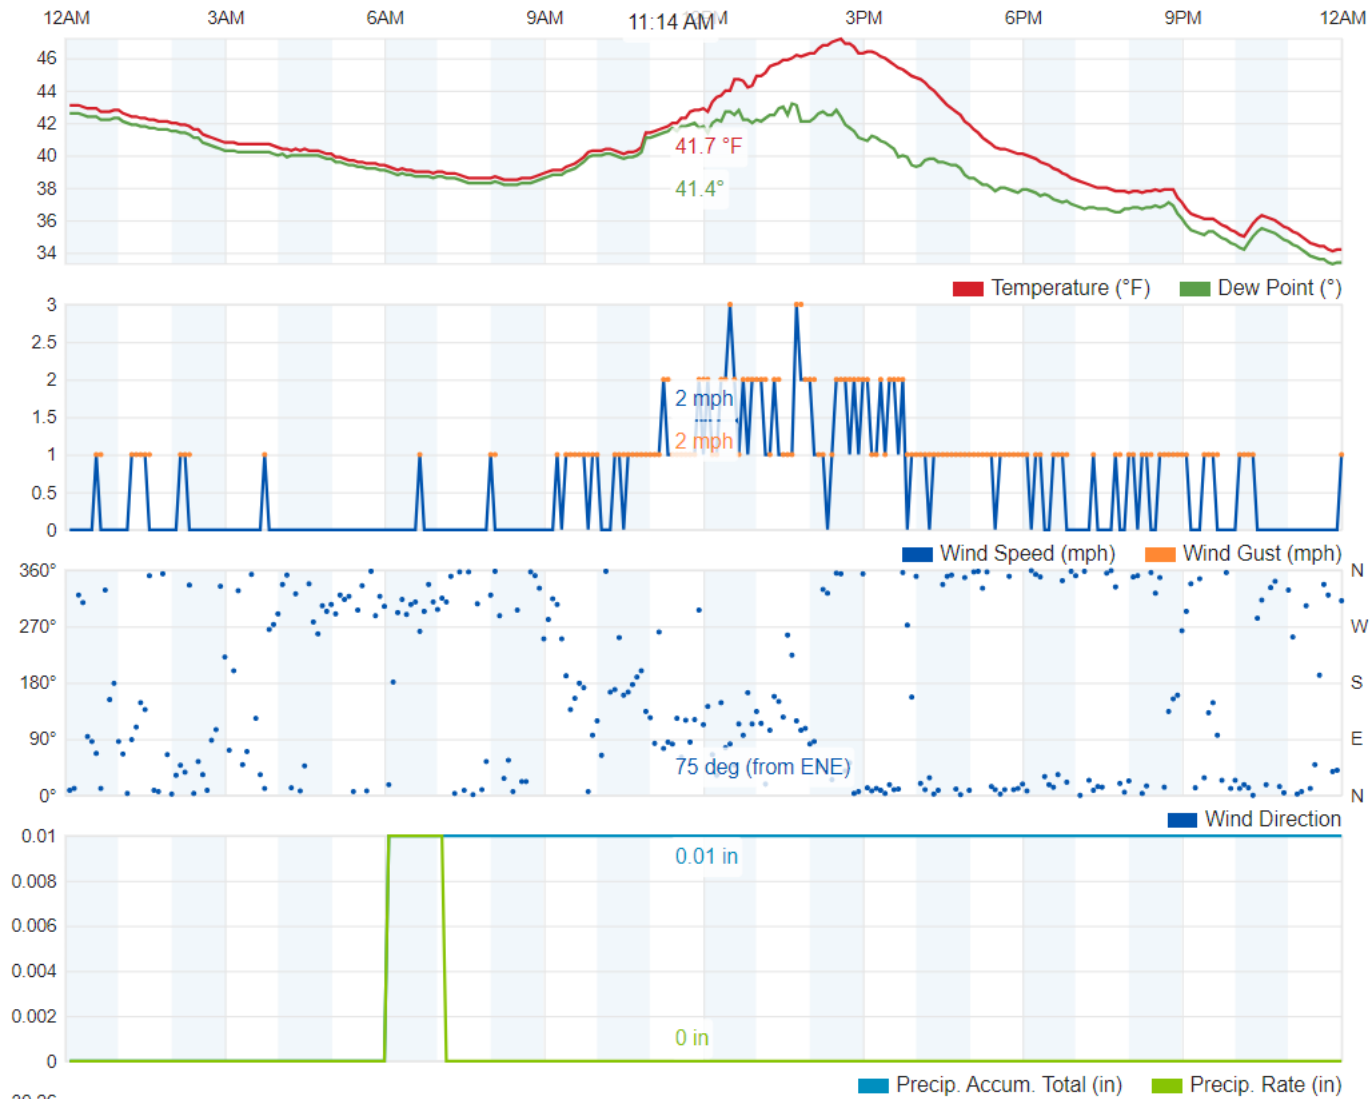 12AM 3AM 6AM 9AM 11:14 AM 3PM 6PM 9PM 12AM
46
44
42
40
38
36
34
41.7 °F
41.4°
Temperature (°F) Dew Point (°)
3
2.5
2
1.5
1
0.5
0
2 mph
2 mph
Wind Speed (mph) Wind Gust (mph)
360° N
270° W
180° S
90° E
0° N
75 deg (from ENE)
Wind Direction
0.01
0.008
0.006
0.004
0.002
0
0.01 in
0 in
Precip. Accum. Total (in) Precip. Rate (in)